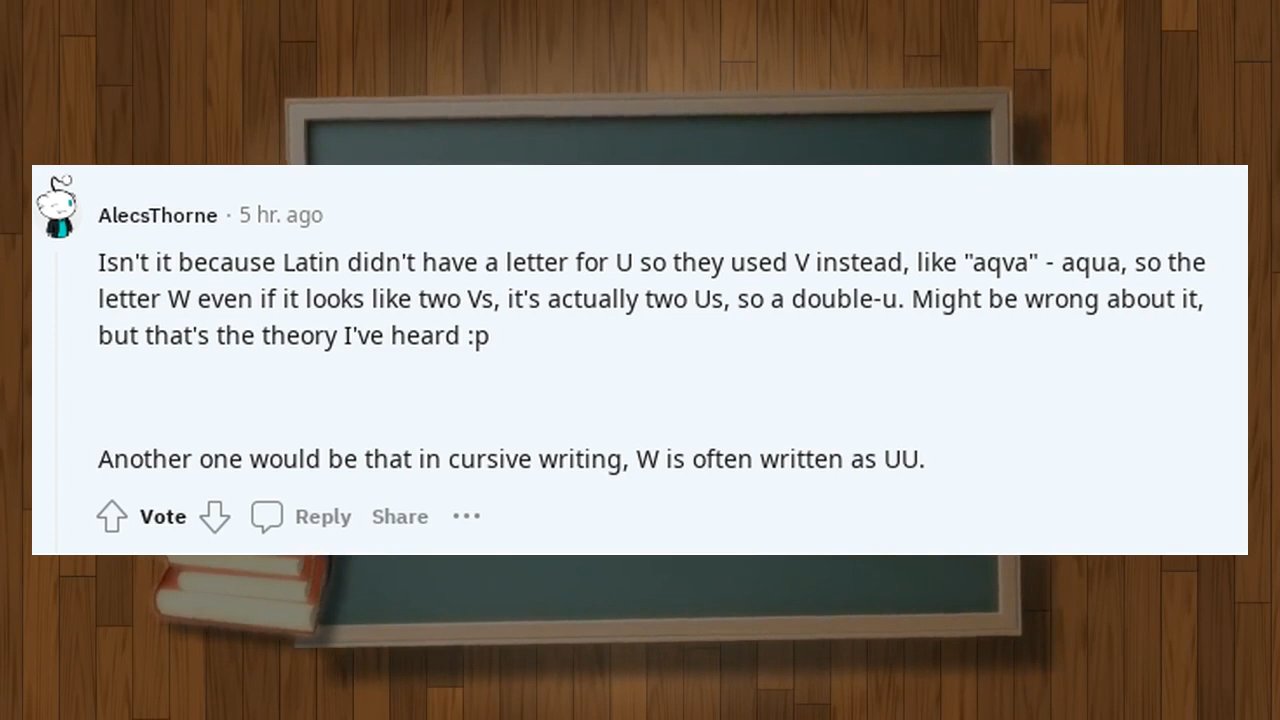 AlecsThorne · 5 hr. ago
Isn't it because Latin didn't have a letter for U so they used V instead, like "aqva" - aqua, so the
letter W even if it looks like two Vs, it's actually two Us, so a double-u. Might be wrong about it,
but that's the theory I've heard :p
Another one would be that in cursive writing, W is often written as UU.
Vote Reply Share ···